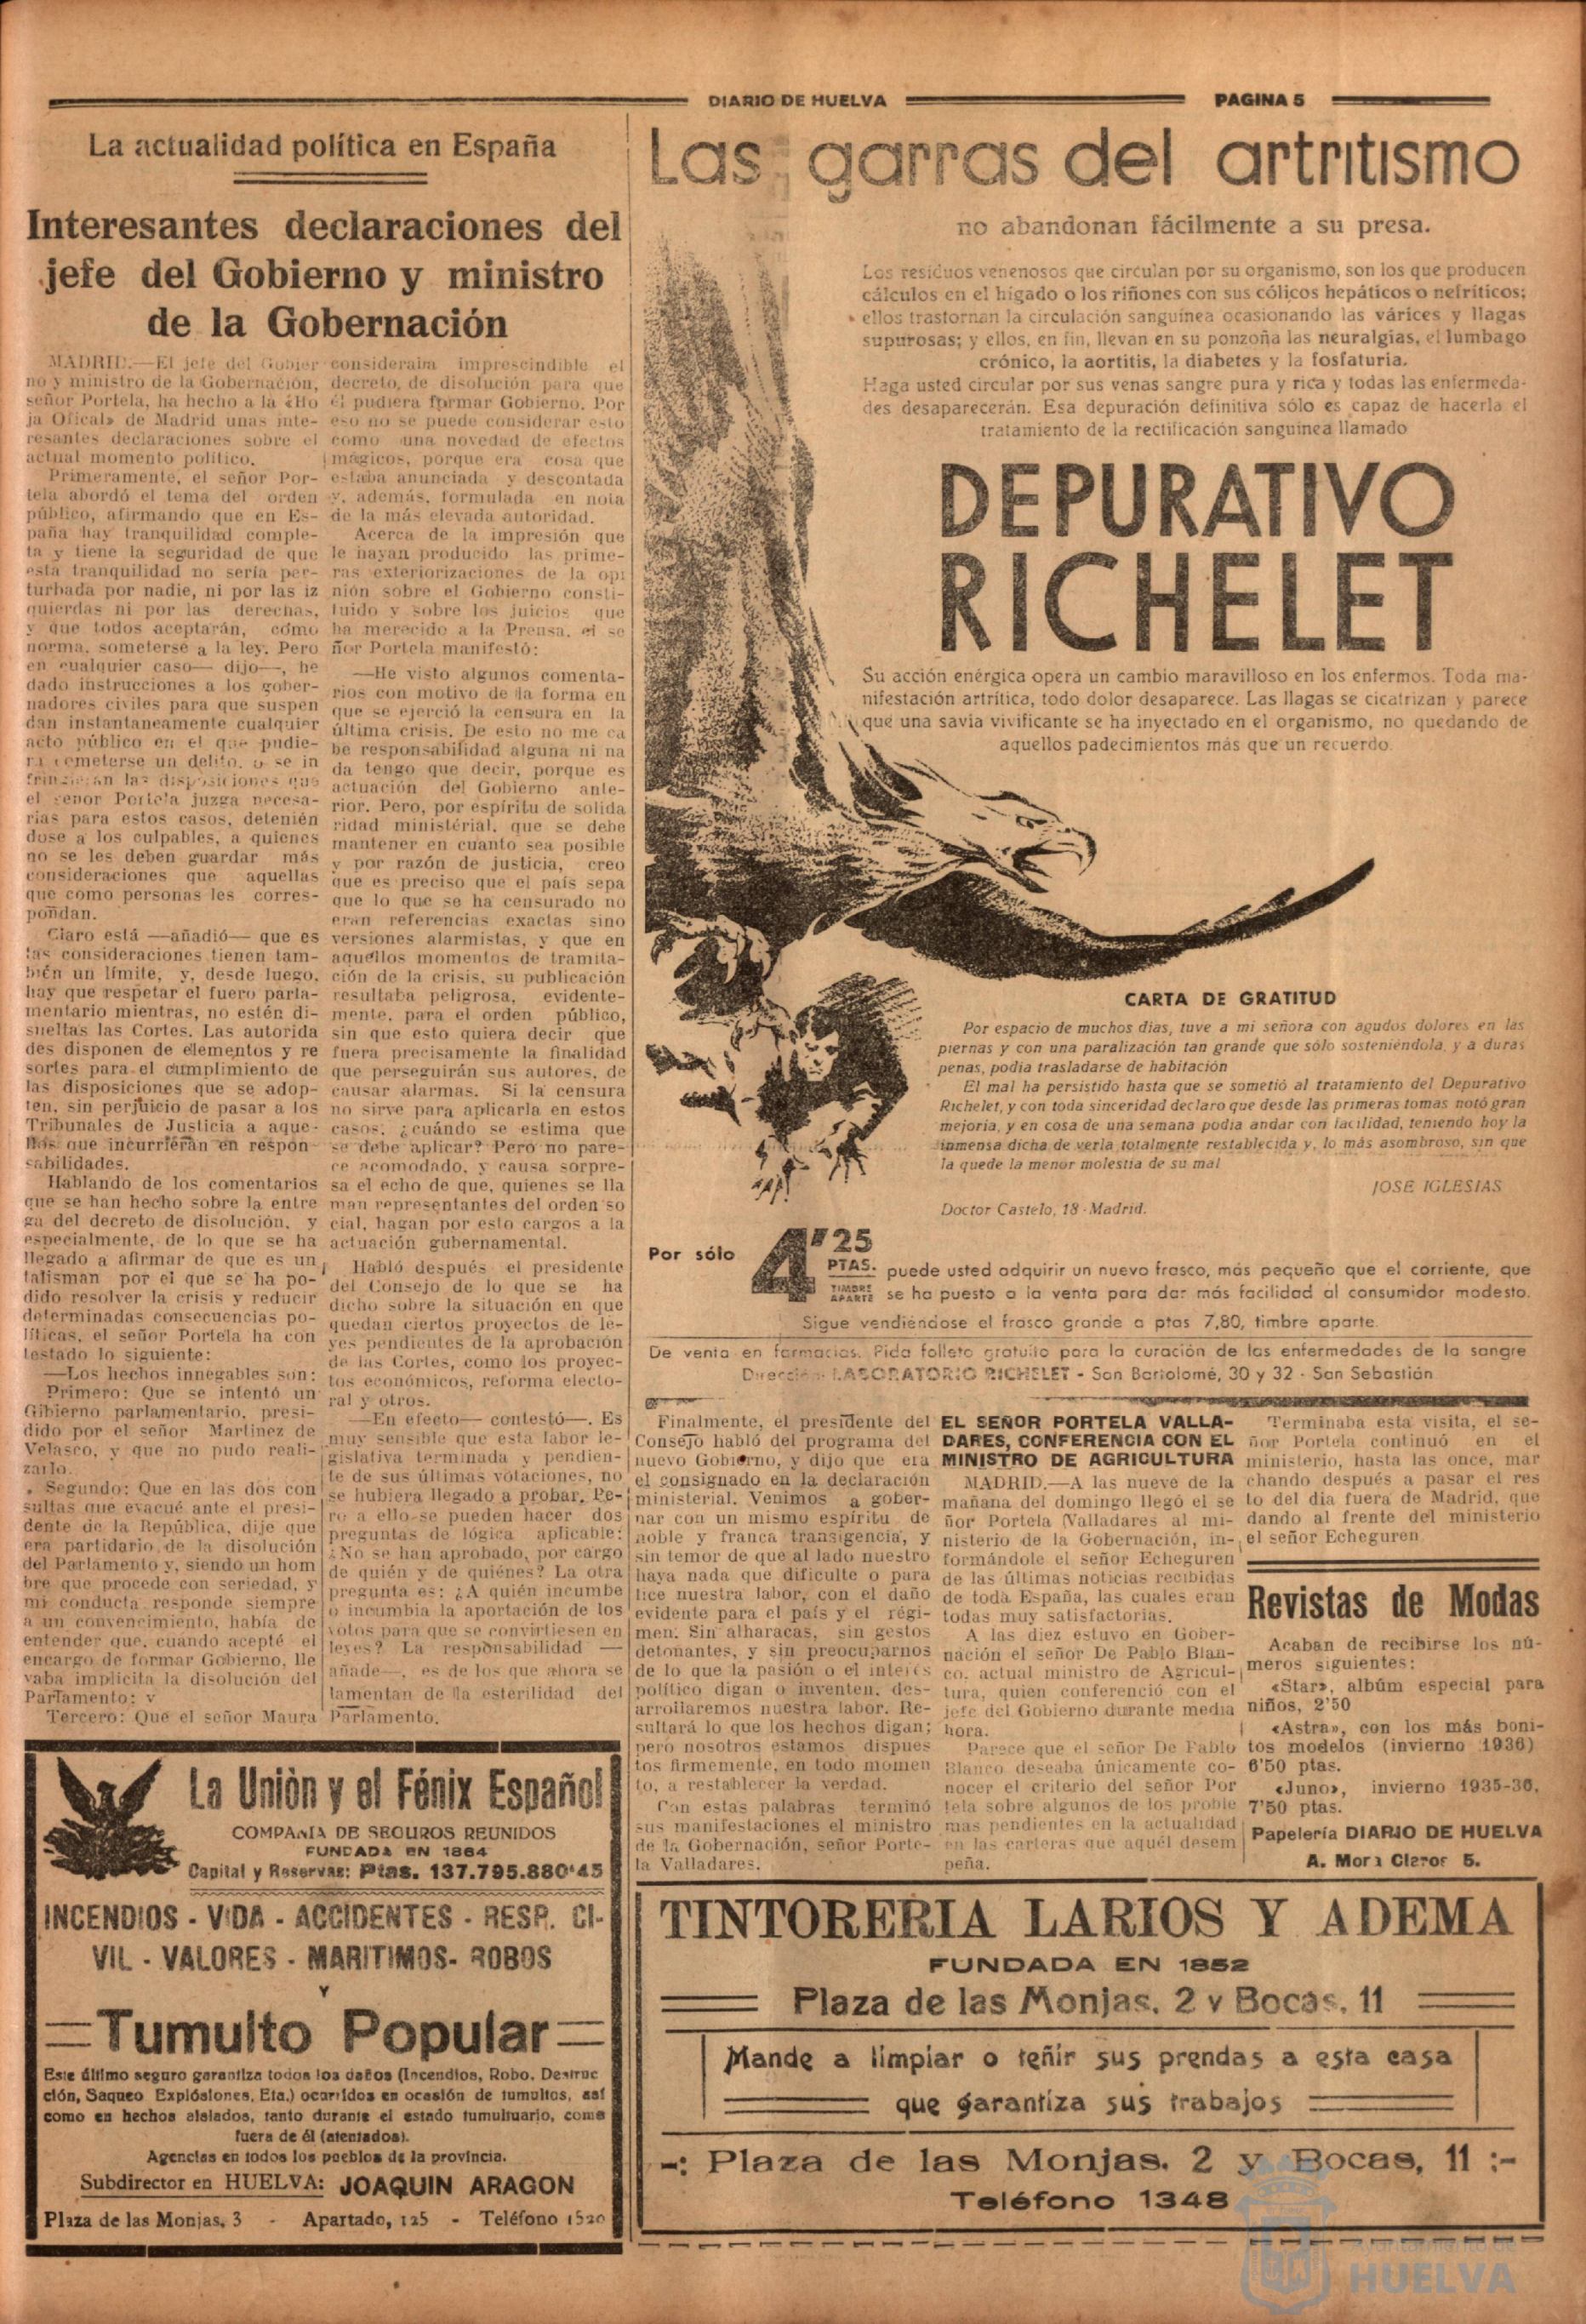 DIARIO DE HUELVA
PAGINA 5
La actualidad política en España
Interesantes declaraciones del
jefe del Gobierno y ministro
de la Gobernación
MADRID.—El jefe del Gobier
no y ministro de la Gobernación,
señor Portela, ha hecho a la «Ho
ja Oficial» de Madrid unas inte-
resantes declaraciones sobre el
actual momento político.
Primeramente, el señor Por-
tela abordó el tema del orden
público, afirmando que en Es-
paña hay tranquilidad comple-
ta y tiene la seguridad de que
esta tranquilidad no sería per-
turbada por nadie, ni por las iz
quierdas ni por las derechas,
y que todos aceptarán, cómo
norma, someterse a la ley. Pero
en cualquier caso— dijo—, he
dado instrucciones a los gober-
nadores civiles para que suspen
dan instantaneamente cualquier
acto público en el que pudie-
ra cometerse un delito, o se in
fringieran las disposiciones que
el señor Portela juzga necesa-
rias para estos casos, detenién
dose a los culpables, a quienes
no se les deben guardar más
consideraciones que aquellas
que como personas les corres-
pondan.
Claro está —añadió— que es
tas consideraciones tienen tam-
bién un límite, y, desde luego,
hay que respetar el fuero parla-
mentario mientras, no estén di-
sueltas las Cortes. Las autorida
des disponen de elementos y re
sortes para el cumplimiento de
las disposiciones que se adop-
ten, sin perjuicio de pasar a los
Tribunales de Justicia a aque-
llos que incurrieran en respon
sabilidades.
Hablando de los comentarios
que se han hecho sobre la entre
ga del decreto de disolución, y
especialmente, de lo que se ha
llegado a afirmar de que es un
talisman por el que se ha po-
dido resolver la crisis y reducir
determinadas consecuencias po-
líticas, el señor Portela ha con
testado lo siguiente:
—Los hechos innegables son:
Primero: Que se intentó un
Gibierno parlamentario, presi-
dido por el señor Martinez de
Velasco, y que no pudo reali-
zarlo.
Segundo: Que en las dos con
sultas que evacué ante el presi-
dente de la República, dije que
era partidario de la disolución
del Parlamento y, siendo un hom
bre que procede con seriedad, y
mi conducta responde siempre
a un convencimiento, había de
entender que, cuando acepté el
encargo de formar Gobierno, lle
vaba implicita la disolución del
Parlamento: y
Tercero: Que el señor Maura
consideraba imprescindible el
decreto, de disolución para que
él pudiera formar Gobierno. Por
eso no se puede considerar esto
como una novedad de efectos
mágicos, porque era cosa que
estaba anunciada y descontada
y, además, formulada en nota
de la más elevada autoridad.
Acerca de la impresión que
le hayan producido las prime-
ras exteriorizaciones de la opi
nión sobre el Gobierno consti-
tuido y sobre los juicios que
ha merecido a la Prensa, el se
ñor Portela manifestó:
—He visto algunos comenta-
rios con motivo de la forma en
que se ejerció la censura en la
última crisis. De esto no me ca
be responsabilidad alguna ni na
da tengo que decir, porque es
actuación del Gobierno ante-
rior. Pero, por espíritu de solida
ridad ministérial, que se debe
mantener en cuanto sea posible
y por razón de justicia, creo
que es preciso que el país sepa
que lo que se ha censurado no
eran referencias exactas sino
versiones alarmistas, y que en
aquellos momentos de tramita-
ción de la crisis, su publicación
resultaba peligrosa, evidente-
mente, para el orden público,
sin que esto quiera decir que
fuera precisamente la finalidad
que perseguirán sus autores, de
causar alarmas. Si la censura
no sirve para aplicarla en estos
casos, ¿cuándo se estima que
se debe aplicar? Pero no pare-
ce acomodado, y causa sorpre-
sa el echo de que, quienes se lla
man representantes del orden so
cial, hagan por esto cargos a la
actuación gubernamental.
Habló después el presidente
del Consejo de lo que se ha
dicho sobre la situación en que
quedan ciertos proyectos de le-
yes pendientes de la aprobación
de las Cortes, como los proyec-
tos económicos, reforma electo-
ral y otros.
—En efecto— contestó—. Es
muy sensible que esta labor le-
gislativa terminada y pendien-
te de sus últimas votaciones, no
se hubiera llegado a probar. Pe-
ro a ello se pueden hacer dos
preguntas de lógica aplicable:
¿No se han aprobado, por cargo
de quién y de quiénes? La otra
pregunta es: ¿A quién incumbe
o incumbia la aportación de los
votos para que se convirtiesen en
leyes? La responsabilidad —
añade—, es de los que ahora se
lamentan de la esterilidad del
Parlamento.
Las garras del artritismo
no abandonan fácilmente a su presa.
Los residuos venenosos que circulan por su organismo, son los que producen
cálculos en el hígado o los riñones con sus cólicos hepáticos o nefríticos;
ellos trastornan la circulación sanguínea ocasionando las várices y llagas
supurosas; y ellos, en fin, llevan en su ponzoña las neuralgias, el lumbago
crónico, la aortitis, la diabetes y la fosfaturia.
Haga usted circular por sus venas sangre pura y rica y todas las enfermeda-
des desaparecerán. Esa depuración definitiva sólo es capaz de hacerla el
tratamiento de la rectificación sanguínea llamado
DEPURATIVO
RICHELET
Su acción enérgica opera un cambio maravilloso en los enfermos. Toda ma-
nifestación artrítica, todo dolor desaparece. Las llagas se cicatrizan y parece
que una savia vivificante se ha inyectado en el organismo, no quedando de
aquellos padecimientos más que un recuerdo.
CARTA DE GRATITUD
Por espacio de muchos dias, tuve a mi señora con agudos dolores en las
piernas y con una paralización tan grande que sólo sosteniéndola, y a duras
penas, podia trasladarse de habitación
El mal ha persistido hasta que se sometió al tratamiento del Depurativo
Richelet, y con toda sinceridad declaro que desde las primeras tomas notó gran
mejoria, y en cosa de una semana podia andar con facilidad, teniendo hoy la
inmensa dicha de verla totalmente restablecida y, lo más asombroso, sin que
la quede la menor molestia de su mal
JOSE IGLESIAS
Doctor Castelo, 18 - Madrid.
Por sólo 4'25 PTAS. TIMBRE APARTE
puede usted adquirir un nuevo frasco, más pequeño que el corriente, que
se ha puesto a la venta para dar más facilidad al consumidor modesto.
Sigue vendiéndose el frasco grande a ptas 7,80, timbre aparte.
De venta en farmacias. Pida folleto gratuito para la curación de las enfermedades de la sangre
Dirección: LABORATORIO RICHELET - San Bartolomé, 30 y 32 - San Sebastián
Finalmente, el presidente del
Consejo habló del programa del
nuevo Gobierno, y dijo que era
el consignado en la declaración
ministerial. Venimos a gober-
nar con un mismo espíritu de
noble y franca transigencia, y
sin temor de que al lado nuestro
haya nada que dificulte o para
lice nuestra labor, con el daño
evidente para el país y el régi-
men. Sin alharacas, sin gestos
detonantes, y sin preocuparnos
de lo que la pasión o el interés
político digan o inventen, des-
arrollaremos nuestra labor. Re-
sultará lo que los hechos digan;
pero nosotros estamos dispues
tos firmemente, en todo momen
to, a restablecer la verdad.
Con estas palabras terminó
sus manifestaciones el ministro
de la Gobernación, señor Porte-
la Valladares.
EL SEÑOR PORTELA VALLA-
DARES, CONFERENCIA CON EL
MINISTRO DE AGRICULTURA
MADRID.—A las nueve de la
mañana del domingo llegó el se
ñor Portela Valladares al mi-
nisterio de la Gobernación, in-
formándole el señor Echeguren
de las últimas noticias recibidas
de toda España, las cuales eran
todas muy satisfactorias.
A las diez estuvo en Gober-
nación el señor De Pablo Blan-
co, actual ministro de Agricul-
tura, quien conferenció con el
jefe del Gobierno durante media
hora.
Parece que el señor De Pablo
Blanco deseaba únicamente co-
nocer el criterio del señor Por
tela sobre algunos de los proble
mas pendientes en la actualidad
en las carteras que aquél desem
peña.
Terminaba esta visita, el se-
ñor Portela continuó en el
ministerio, hasta las once, mar
chando después a pasar el res
to del dia fuera de Madrid, que
dando al frente del ministerio
el señor Echeguren.
Revistas de Modas
Acaban de recibirse los nú-
meros siguientes:
«Star», albúm especial para
niños, 2'50
«Astra», con los más boni-
tos modelos (invierno 1936)
6'50 ptas.
«Juno», invierno 1935-36,
7'50 ptas.
Papelería DIARIO DE HUELVA
A. Mora Claros 5.
La Unión y el Fénix Español
COMPAÑIA DE SEGUROS REUNIDOS
FUNDADA EN 1864
Capital y Reservas: Ptas. 137.795.880'45
INCENDIOS - VIDA - ACCIDENTES - RESP. CI-
VIL - VALORES - MARITIMOS- ROBOS
Y
Tumulto Popular
Este último seguro garantiza todos los daños (Incendios, Robo, Destruc
ción, Saqueo Explósiones, Eta.) ocurridos en ocasión de tumultos, así
como en hechos aislados, tanto durante el estado tumultuario, como
fuera de él (atentados).
Agencias en todos los pueblos de la provincia.
Subdirector en HUELVA: JOAQUIN ARAGON
Plaza de las Monjas, 3 - Apartado, 125 - Teléfono 1520
TINTORERIA LARIOS Y ADEMA
FUNDADA EN 1852
Plaza de las Monjas, 2 y Bocas, 11
Mande a limpiar o teñir sus prendas a esta casa
que garantiza sus trabajos
-: Plaza de las Monjas, 2 y Bocas, 11 :-
Teléfono 1348
AYUNTAMIENTO DE
HUELVA